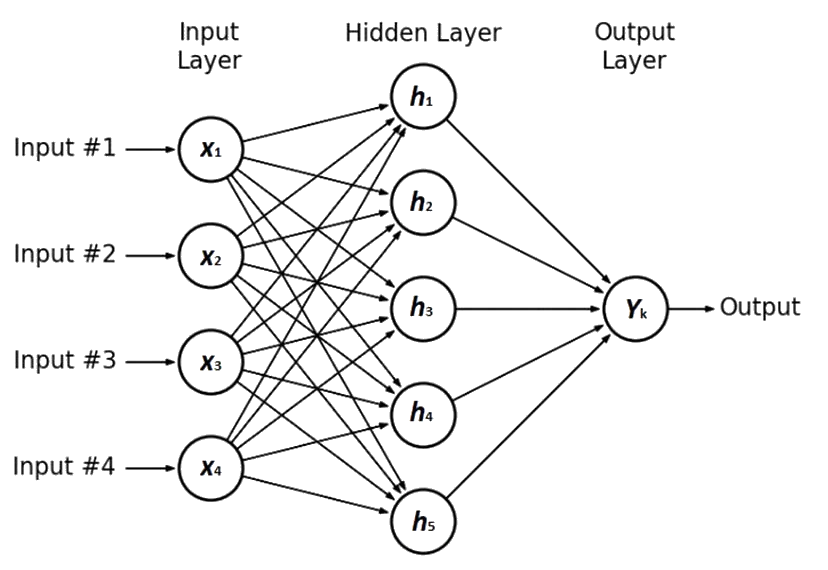 Input
Layer
Hidden Layer
Output
Layer
Input #1
Input #2
Input #3
Input #4
x₁
x₂
x₃
x₄
h₁
h₂
h₃
h₄
h₅
Yₖ
Output